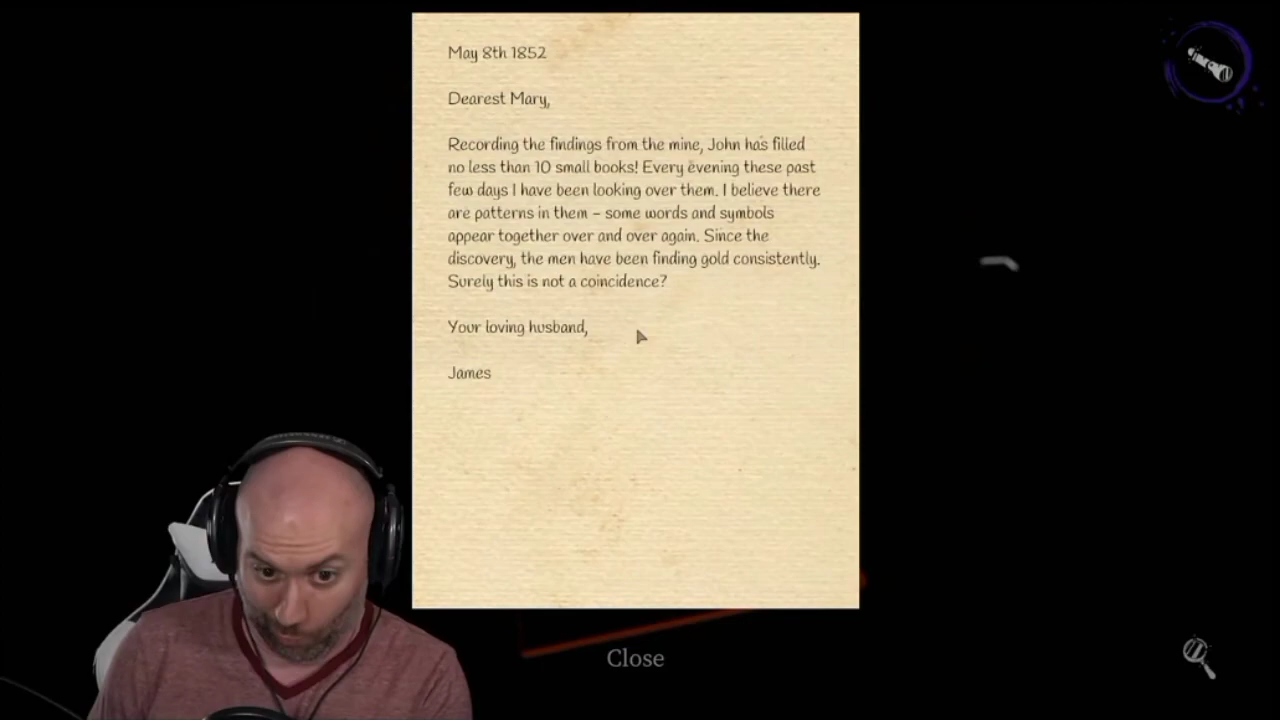 May 8th 1852
Dearest Mary,
Recording the findings from the mine, John has filled
no less than 10 small books! Every evening these past
few days I have been looking over them. I believe there
are patterns in them – some words and symbols
appear together over and over again. Since the
discovery, the men have been finding gold consistently.
Surely this is not a coincidence?
Your loving husband,
James
Close